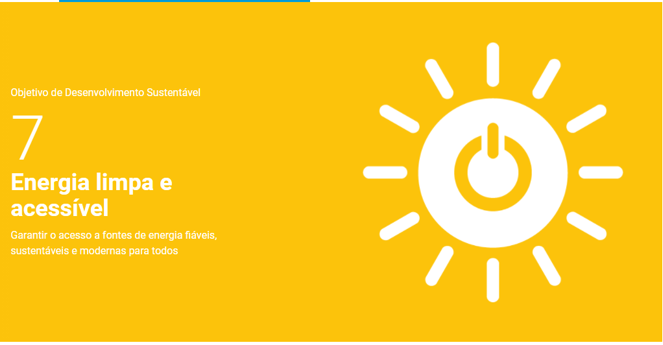 Objetivo de Desenvolvimento Sustentável
7
Energia limpa e
acessível
Garantir o acesso a fontes de energia fiáveis,
sustentáveis e modernas para todos